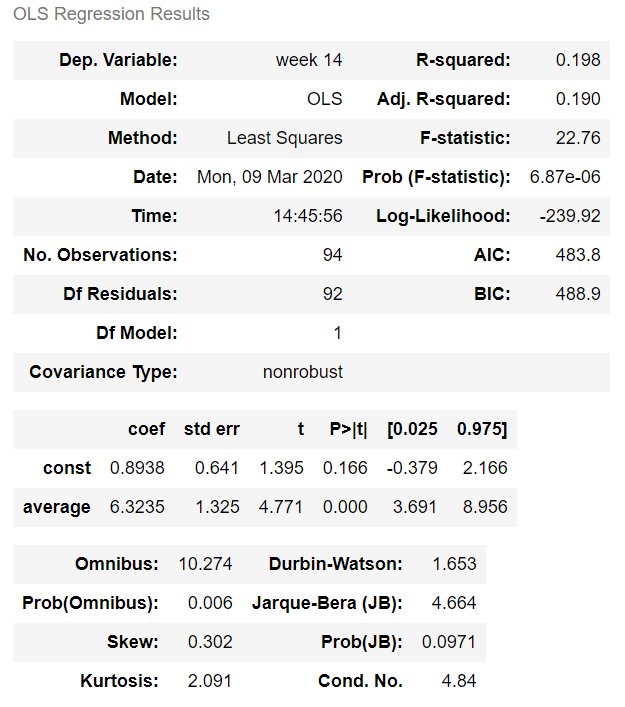 OLS Regression Results
Dep. Variable: week 14 R-squared: 0.198
Model: OLS Adj. R-squared: 0.190
Method: Least Squares F-statistic: 22.76
Date: Mon, 09 Mar 2020 Prob (F-statistic): 6.87e-06
Time: 14:45:56 Log-Likelihood: -239.92
No. Observations: 94 AIC: 483.8
Df Residuals: 92 BIC: 488.9
Df Model: 1
Covariance Type: nonrobust
coef std err t P>|t| [0.025 0.975]
const 0.8938 0.641 1.395 0.166 -0.379 2.166
average 6.3235 1.325 4.771 0.000 3.691 8.956
Omnibus: 10.274 Durbin-Watson: 1.653
Prob(Omnibus): 0.006 Jarque-Bera (JB): 4.664
Skew: 0.302 Prob(JB): 0.0971
Kurtosis: 2.091 Cond. No. 4.84